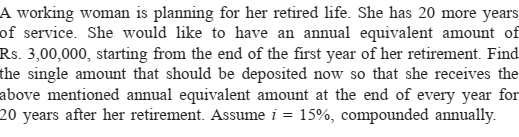 A working woman is planning for her retired life. She has 20 more years
of service. She would like to have an annual equivalent amount of
Rs. 3,00,000, starting from the end of the first year of her retirement. Find
the single amount that should be deposited now so that she receives the
above mentioned annual equivalent amount at the end of every year for
20 years after her retirement. Assume i = 15%, compounded annually.